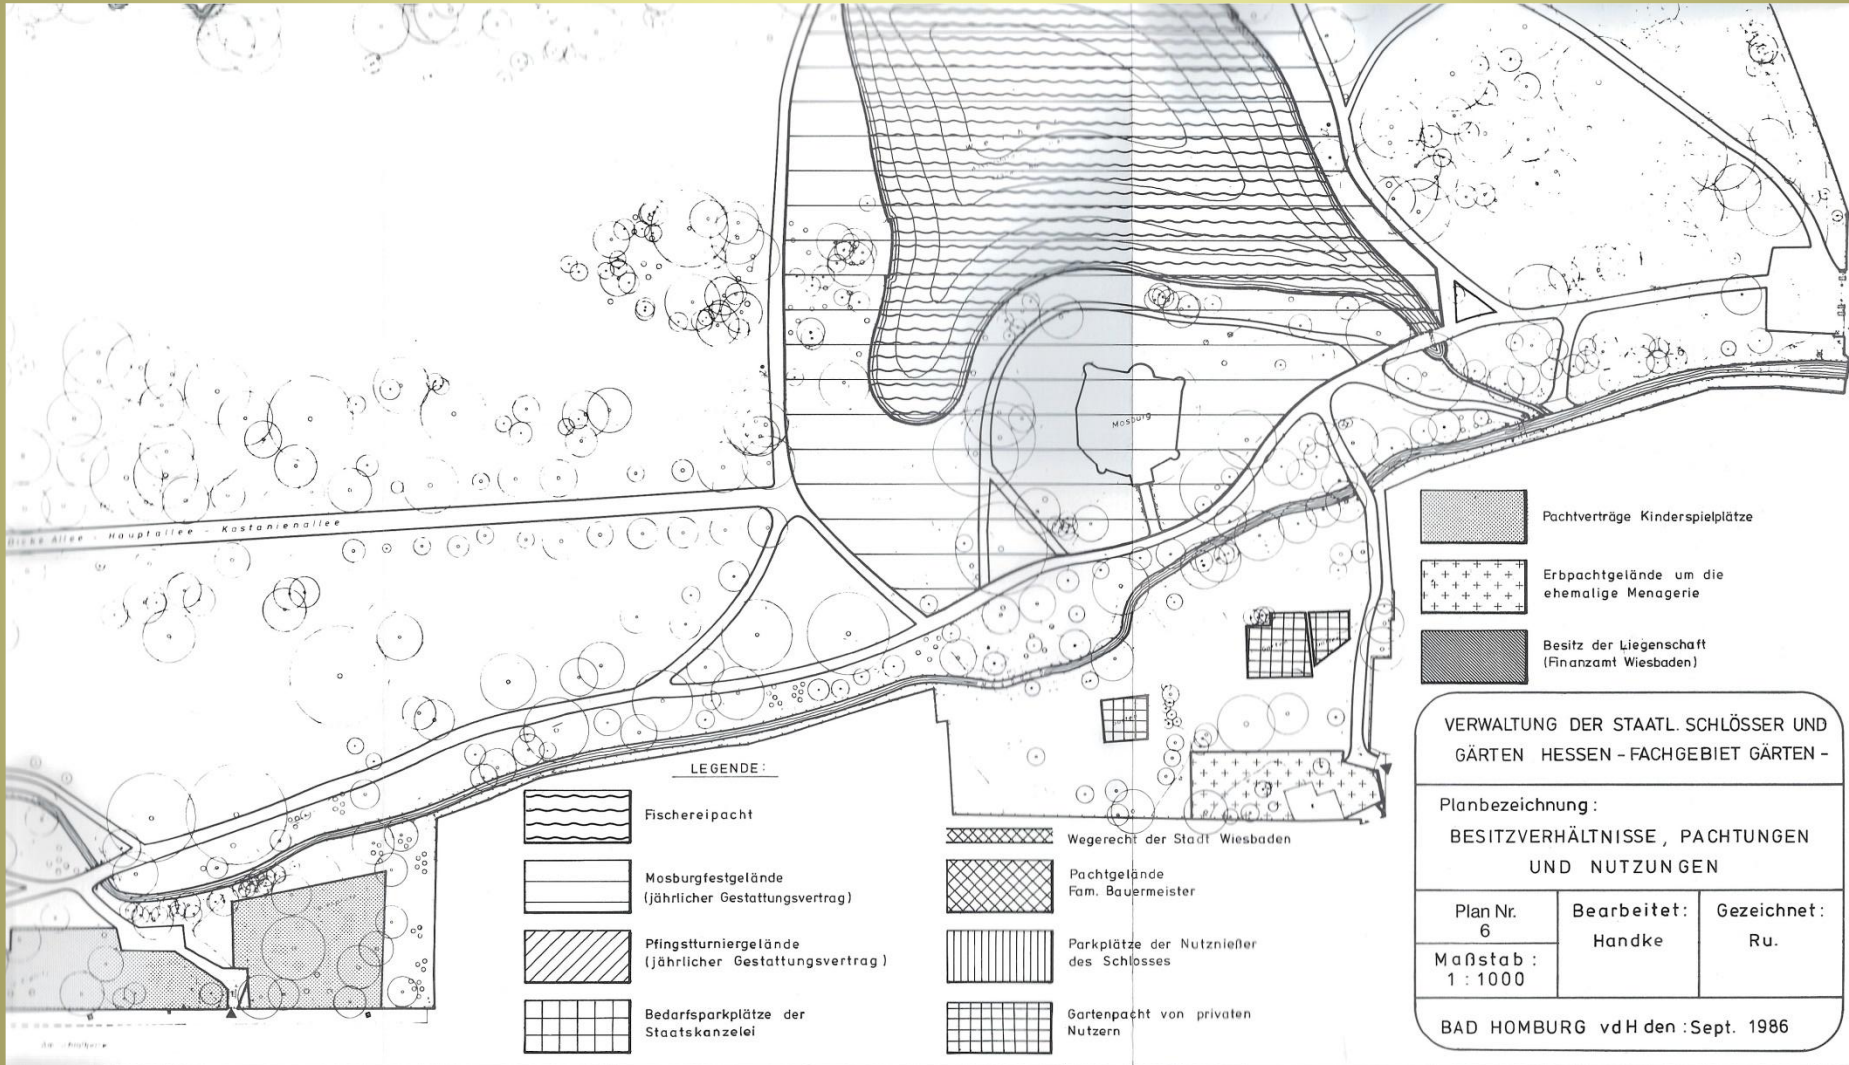 Mosburg
Dicke Allee - Hauptallee - Kastanienallee
LEGENDE:
Fischereipacht
Mosburgfestgelände
(jährlicher Gestattungsvertrag)
Pfingstturniergelände
(jährlicher Gestattungsvertrag)
Bedarfsparkplätze der
Staatskanzelei
Wegerecht der Stadt Wiesbaden
Pachtgelände
Fam. Bauermeister
Parkplätze der Nutznießer
des Schlosses
Gartenpacht von privaten
Nutzern
Pachtverträge Kinderspielplätze
Erbpachtgelände um die
ehemalige Menagerie
Besitz der Liegenschaft
(Finanzamt Wiesbaden)
VERWALTUNG DER STAATL. SCHLÖSSER UND
GÄRTEN HESSEN - FACHGEBIET GÄRTEN -
Planbezeichnung:
BESITZVERHÄLTNISSE, PACHTUNGEN
UND NUTZUNGEN
Plan Nr.
6
Maßstab:
1 : 1000
Bearbeitet:
Handke
Gezeichnet:
Ru.
BAD HOMBURG vdH den : Sept. 1986